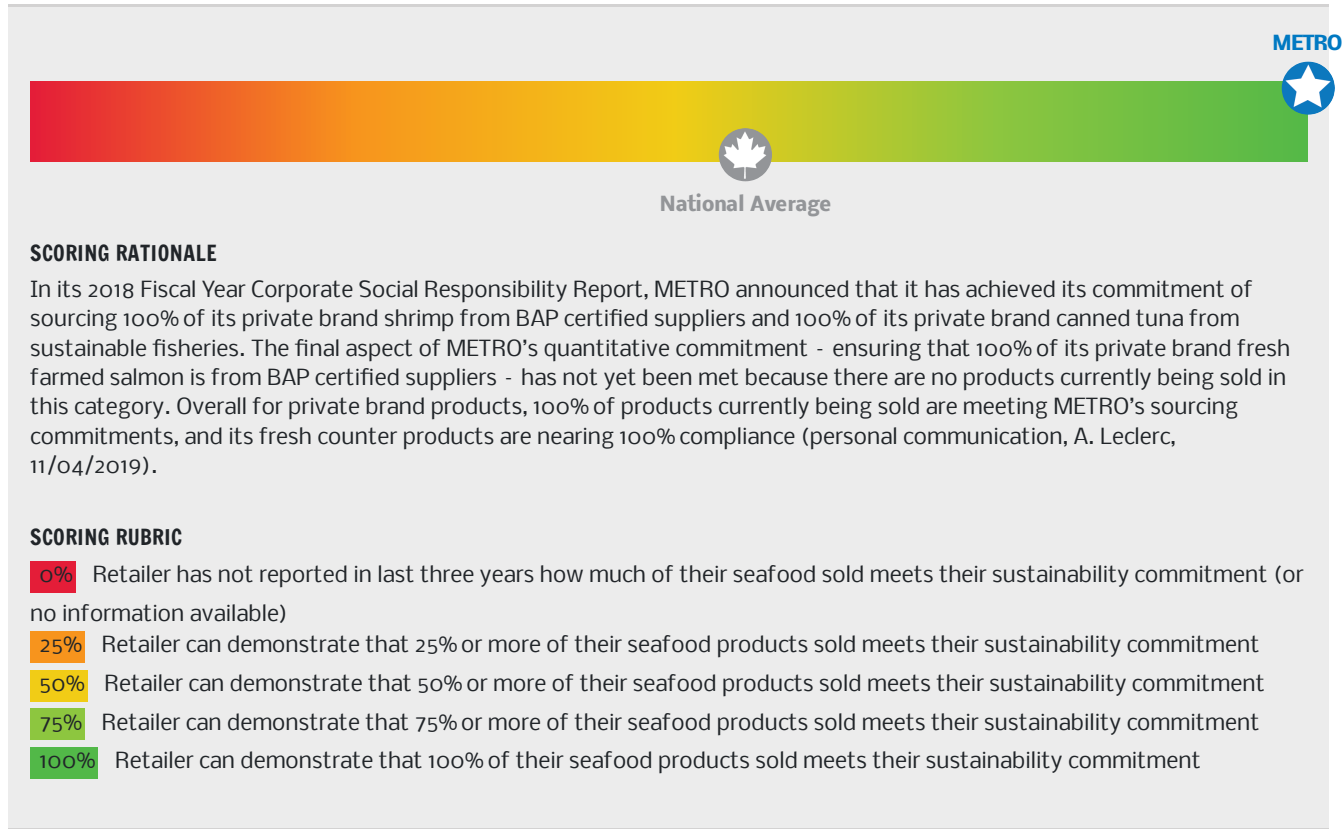 METRO
National Average
SCORING RATIONALE
In its 2018 Fiscal Year Corporate Social Responsibility Report, METRO announced that it has achieved its commitment of
sourcing 100% of its private brand shrimp from BAP certified suppliers and 100% of its private brand canned tuna from
sustainable fisheries. The final aspect of METRO’s quantitative commitment - ensuring that 100% of its private brand fresh
farmed salmon is from BAP certified suppliers - has not yet been met because there are no products currently being sold in
this category. Overall for private brand products, 100% of products currently being sold are meeting METRO’s sourcing
commitments, and its fresh counter products are nearing 100% compliance (personal communication, A. Leclerc,
11/04/2019).
SCORING RUBRIC
0% Retailer has not reported in last three years how much of their seafood sold meets their sustainability commitment (or
no information available)
25% Retailer can demonstrate that 25% or more of their seafood products sold meets their sustainability commitment
50% Retailer can demonstrate that 50% or more of their seafood products sold meets their sustainability commitment
75% Retailer can demonstrate that 75% or more of their seafood products sold meets their sustainability commitment
100% Retailer can demonstrate that 100% of their seafood products sold meets their sustainability commitment